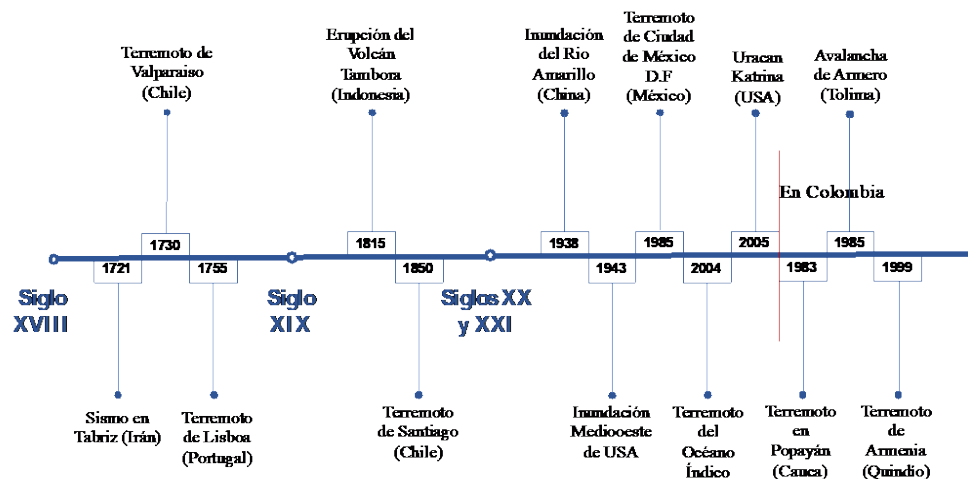 Terremoto de
Valparaiso
(Chile)
Erupción del
Volcán
Tambora
(Indonesia)
Inundación
del Rio
Amarillo
(China)
Terremoto
de Ciudad
de México
D.F
(México)
Uracan
Katrina
(USA)
Avalancha
de Armero
(Tolima)
En Colombia
1730
1815
1938
1985
2005
1985
1721
1755
1850
1943
2004
1983
1999
Siglo
XVIII
Siglo
XIX
Siglos XX
y XXI
Sismo en
Tabriz (Irán)
Terremoto
de Lisboa
(Portugal)
Terremoto
de Santiago
(Chile)
Inundación
Mediooeste
de USA
Terremoto
del
Océano
Índico
Terremoto
en
Popayán
(Cauca)
Terremoto
de
Armenia
(Quindio)